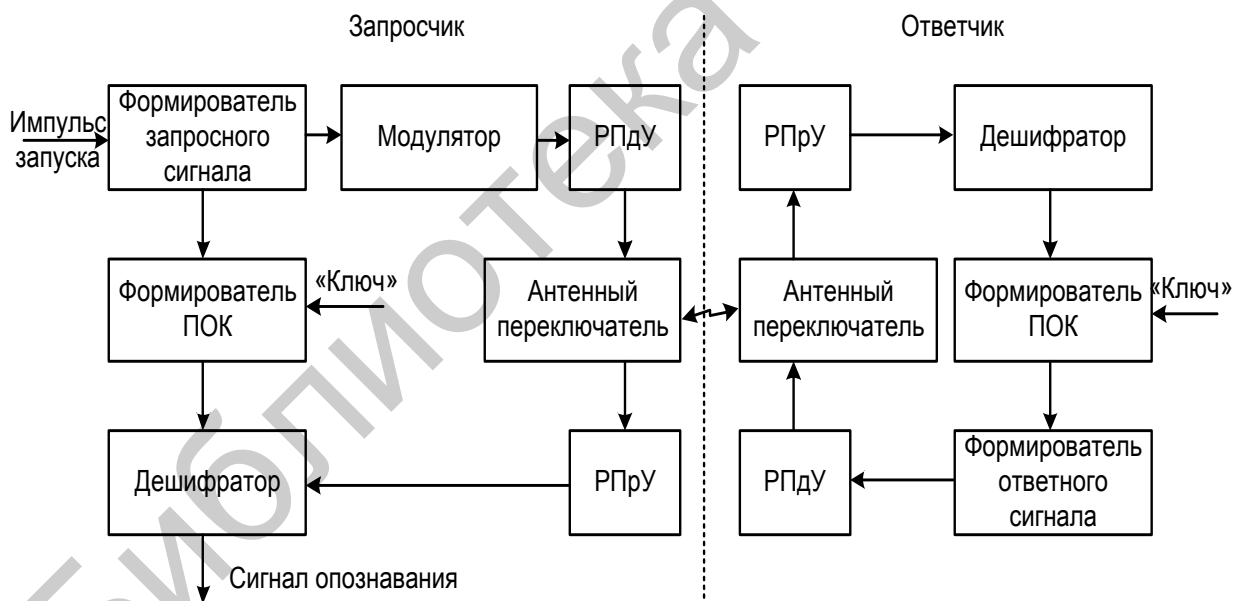 Запросчик
Ответчик
Импульс
запуска
Формирователь
запросного
сигнала
Модулятор
РПдУ
РПрУ
Дешифратор
Формирователь
ПОК
«Ключ»
Антенный
переключатель
Антенный
переключатель
Формирователь
ПОК
«Ключ»
Дешифратор
РПрУ
РПдУ
Формирователь
ответного
сигнала
Сигнал опознавания
библиотека